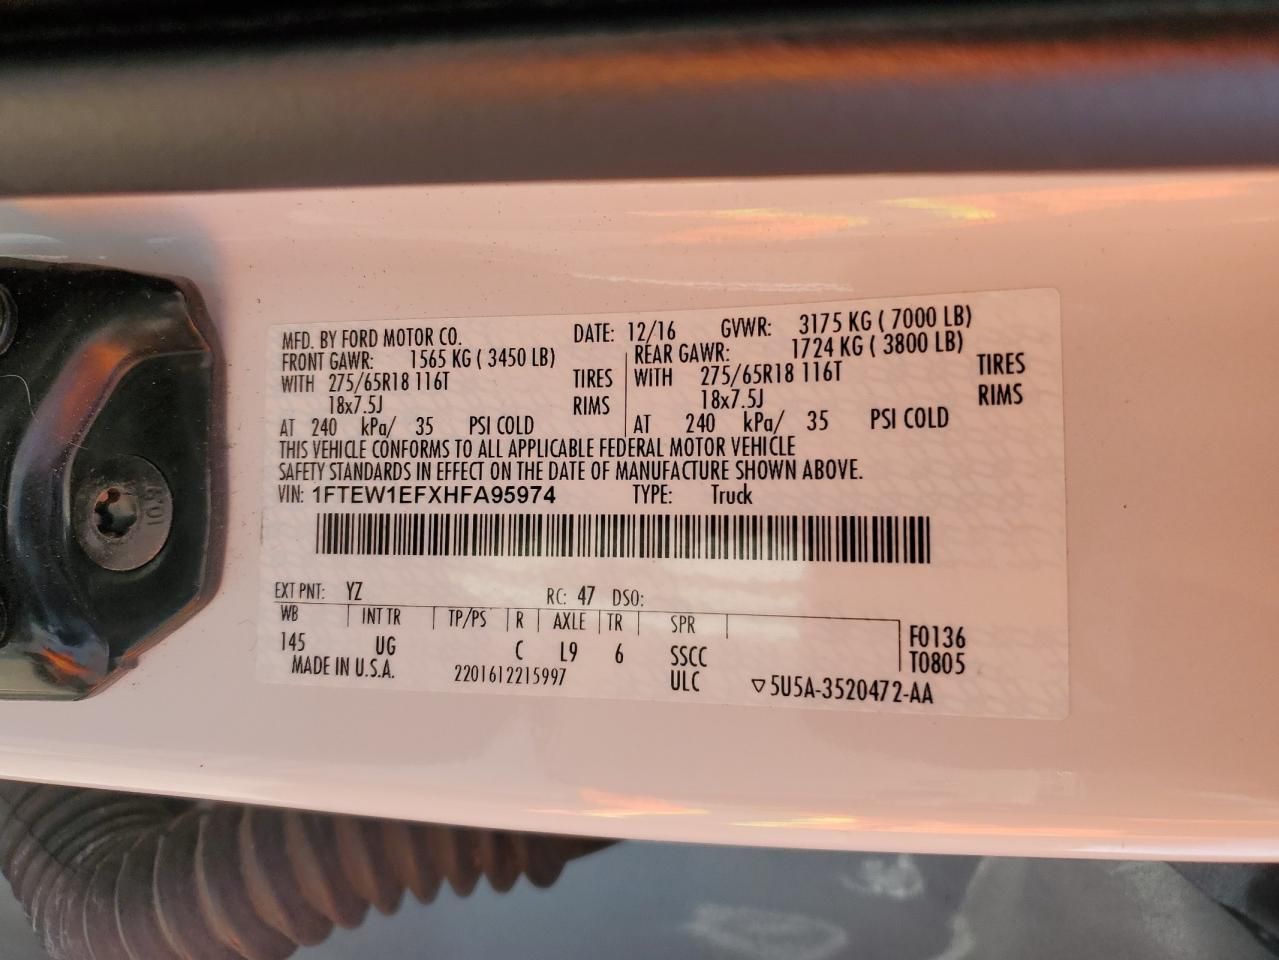 MFD. BY FORD MOTOR CO. DATE: 12/16 GVWR: 3175 KG ( 7000 LB)
FRONT GAWR: 1565 KG ( 3450 LB) REAR GAWR: 1724 KG ( 3800 LB)
WITH 275/65R18 116T TIRES WITH 275/65R18 116T TIRES
18x7.5J RIMS 18x7.5J RIMS
AT 240 kPa/ 35 PSI COLD AT 240 kPa/ 35 PSI COLD
THIS VEHICLE CONFORMS TO ALL APPLICABLE FEDERAL MOTOR VEHICLE
SAFETY STANDARDS IN EFFECT ON THE DATE OF MANUFACTURE SHOWN ABOVE.
VIN: 1FTEW1EFXHFA95974 TYPE: Truck
EXT PNT: YZ RC: 47 DSO:
WB INT TR TP/PS R AXLE TR SPR
145 UG C L9 6 SSCC F0136
MADE IN U.S.A. 2201612215997 ULC T0805
▽5U5A-3520472-AA
10.9